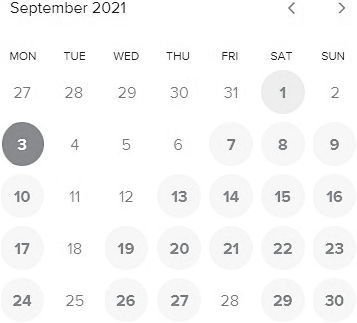 September 2021
MON TUE WED THU FRI SAT SUN
27 28 29 30 31 1 2
3 4 5 6 7 8 9
10 11 12 13 14 15 16
17 18 19 20 21 22 23
24 25 26 27 28 29 30